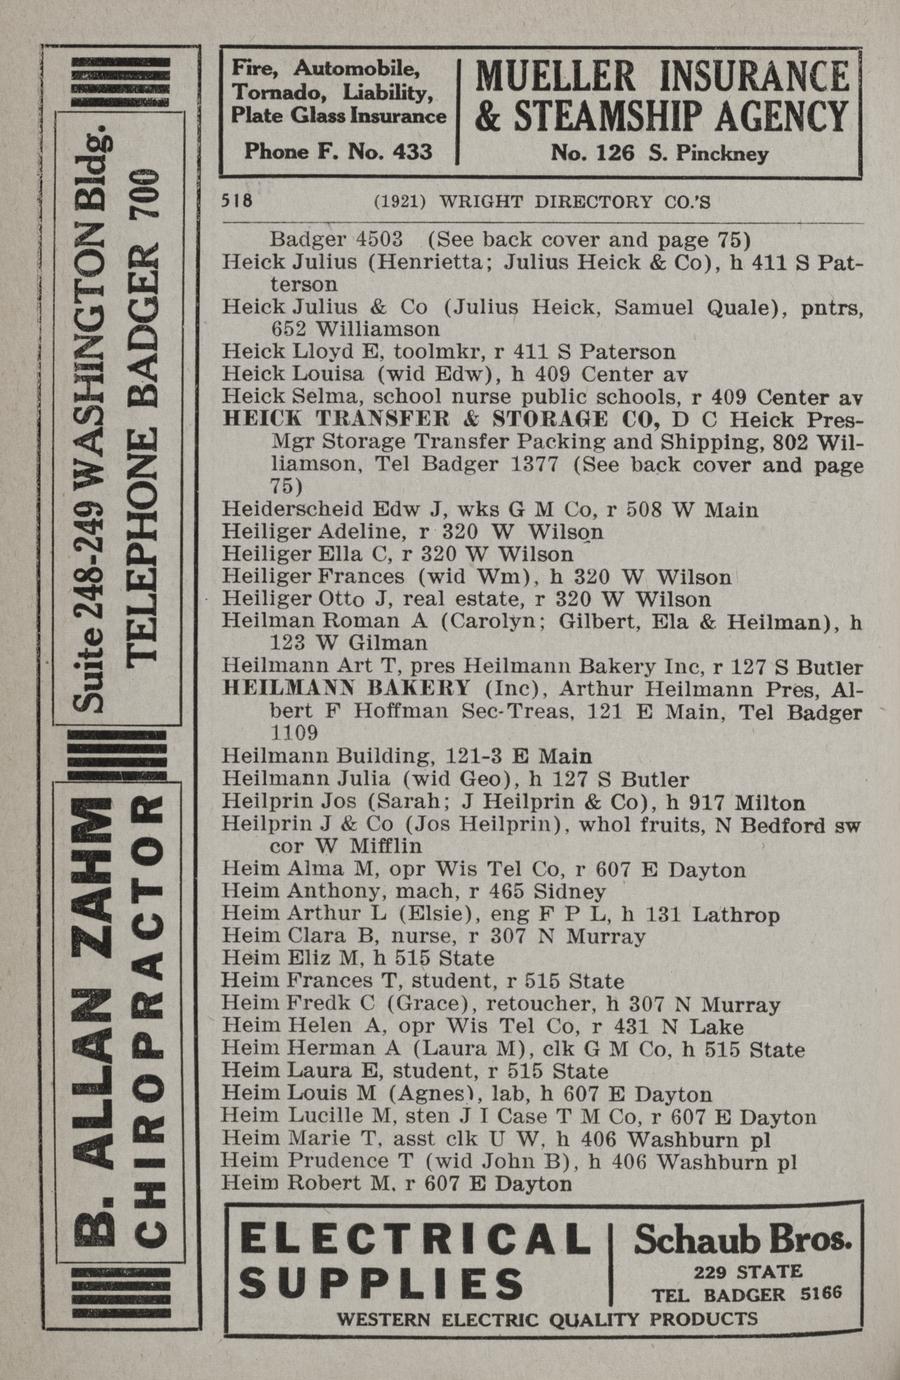 Fire, Automobile,
Tornado, Liability,
Plate Glass Insurance
Phone F. No. 433
MUELLER INSURANCE
& STEAMSHIP AGENCY
No. 126 S. Pinckney
518 (1921) WRIGHT DIRECTORY CO.'S
Badger 4503 (See back cover and page 75)
Heick Julius (Henrietta; Julius Heick & Co), h 411 S Pat-
terson
Heick Julius & Co (Julius Heick, Samuel Quale), pntrs,
652 Williamson
Heick Lloyd E, toolmkr, r 411 S Paterson
Heick Louisa (wid Edw), h 409 Center av
Heick Selma, school nurse public schools, r 409 Center av
HEICK TRANSFER & STORAGE CO, D C Heick Pres-
Mgr Storage Transfer Packing and Shipping, 802 Wil-
liamson, Tel Badger 1377 (See back cover and page
75)
Heiderscheid Edw J, wks G M Co, r 508 W Main
Heiliger Adeline, r 320 W Wilson
Heiliger Ella C, r 320 W Wilson
Heiliger Frances (wid Wm), h 320 W Wilson
Heiliger Otto J, real estate, r 320 W Wilson
Heilman Roman A (Carolyn; Gilbert, Ela & Heilman), h
123 W Gilman
Heilmann Art T, pres Heilmann Bakery Inc, r 127 S Butler
HEILMANN BAKERY (Inc), Arthur Heilmann Pres, Al-
bert F Hoffman Sec-Treas, 121 E Main, Tel Badger
1109
Heilmann Building, 121-3 E Main
Heilmann Julia (wid Geo), h 127 S Butler
Heilprin Jos (Sarah; J Heilprin & Co), h 917 Milton
Heilprin J & Co (Jos Heilprin), whol fruits, N Bedford sw
cor W Mifflin
Heim Alma M, opr Wis Tel Co, r 607 E Dayton
Heim Anthony, mach, r 465 Sidney
Heim Arthur L (Elsie), eng F P L, h 131 Lathrop
Heim Clara B, nurse, r 307 N Murray
Heim Eliz M, h 515 State
Heim Frances T, student, r 515 State
Heim Fredk C (Grace), retoucher, h 307 N Murray
Heim Helen A, opr Wis Tel Co, r 431 N Lake
Heim Herman A (Laura M), clk G M Co, h 515 State
Heim Laura E, student, r 515 State
Heim Louis M (Agnes), lab, h 607 E Dayton
Heim Lucille M, sten J I Case T M Co, r 607 E Dayton
Heim Marie T, asst clk U W, h 406 Washburn pl
Heim Prudence T (wid John B), h 406 Washburn pl
Heim Robert M, r 607 E Dayton
B. ALLAN ZAHM
CHIROPRACTOR
Suite 248-249 WASHINGTON Bldg.
TELEPHONE BADGER 700
ELECTRICAL
SUPPLIES
Schaub Bros.
229 STATE
TEL BADGER 5166
WESTERN ELECTRIC QUALITY PRODUCTS